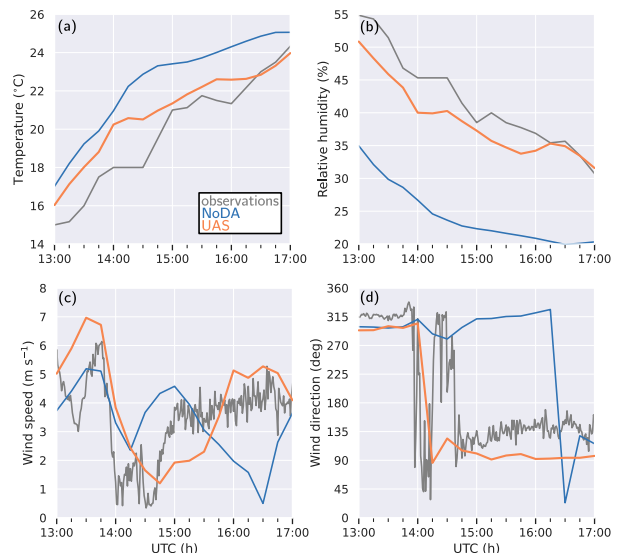 (a)
26
24
22
20
18
16
14
Temperature (°C)
observations
NoDA
UAS
13:00 14:00 15:00 16:00 17:00
(b)
55
50
45
40
35
30
25
20
Relative humidity (%)
13:00 14:00 15:00 16:00 17:00
(c)
8
7
6
5
4
3
2
1
0
Wind speed (m s⁻¹)
13:00 14:00 15:00 16:00 17:00
UTC (h)
(d)
360
315
270
225
180
135
90
45
0
Wind direction (deg)
13:00 14:00 15:00 16:00 17:00
UTC (h)